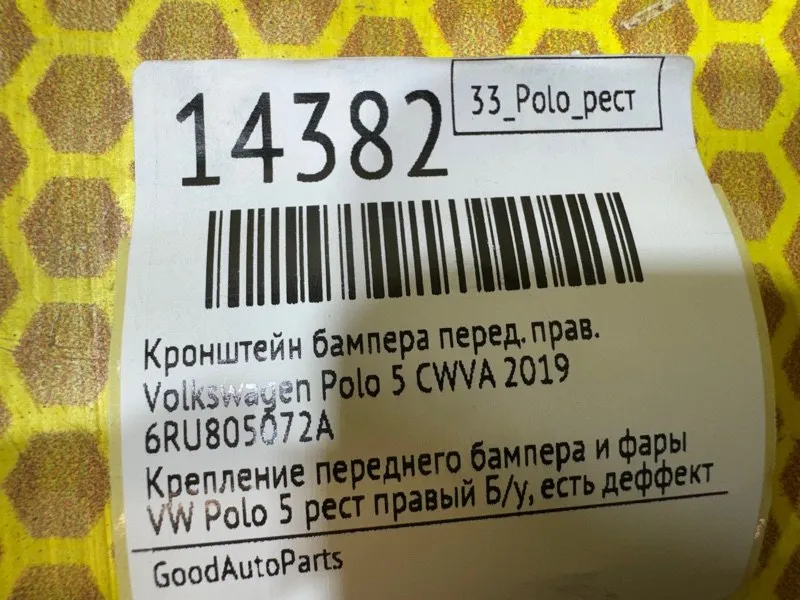 14382
33_Polo_рест
Кронштейн бампера перед. прав.
Volkswagen Polo 5 CWVA 2019
6RU805072A
Крепление переднего бампера и фары
VW Polo 5 рест правый Б/у, есть деффект
GoodAutoParts